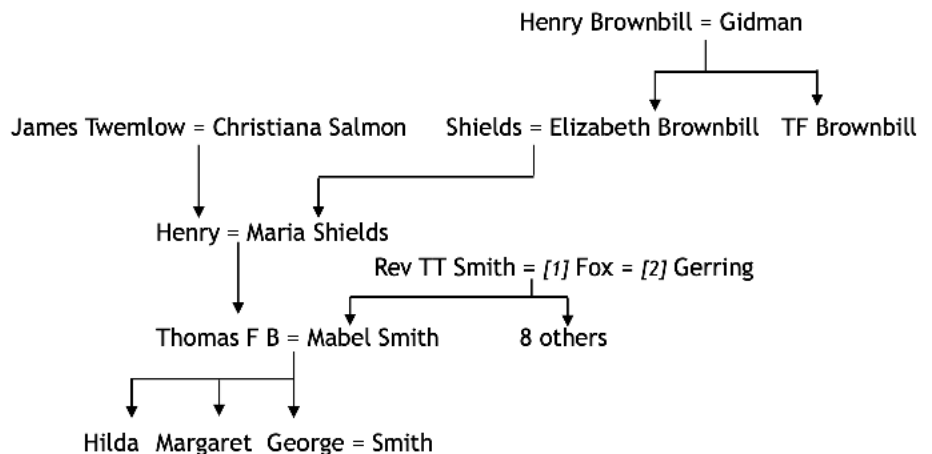 Henry Brownbill = Gidman
James Twemlow = Christiana Salmon Shields = Elizabeth Brownbill TF Brownbill
Henry = Maria Shields
Rev TT Smith = [1] Fox = [2] Gerring
Thomas F B = Mabel Smith 8 others
Hilda Margaret George = Smith